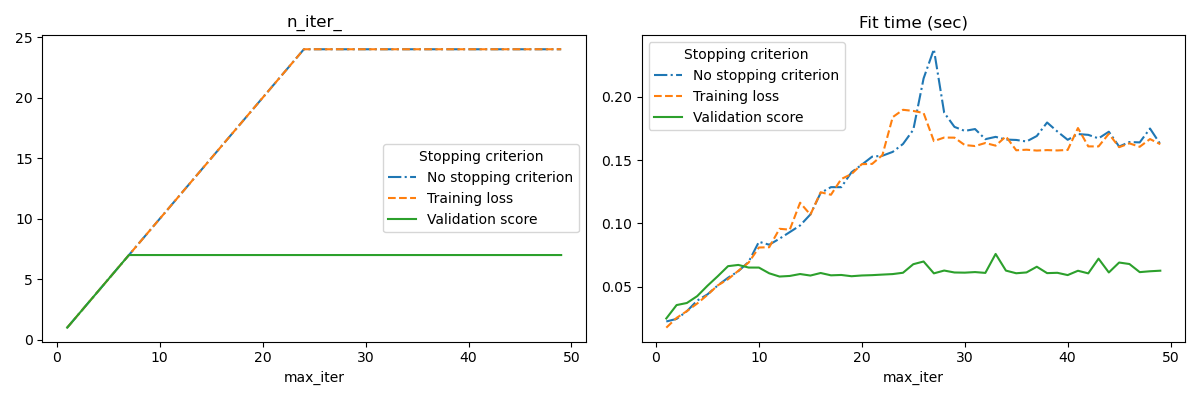 n_iter_
25
20
15
10
5
0
Stopping criterion
No stopping criterion
Training loss
Validation score
0 10 20 30 40 50
max_iter
Fit time (sec)
Stopping criterion
No stopping criterion
Training loss
Validation score
0.20
0.15
0.10
0.05
0 10 20 30 40 50
max_iter